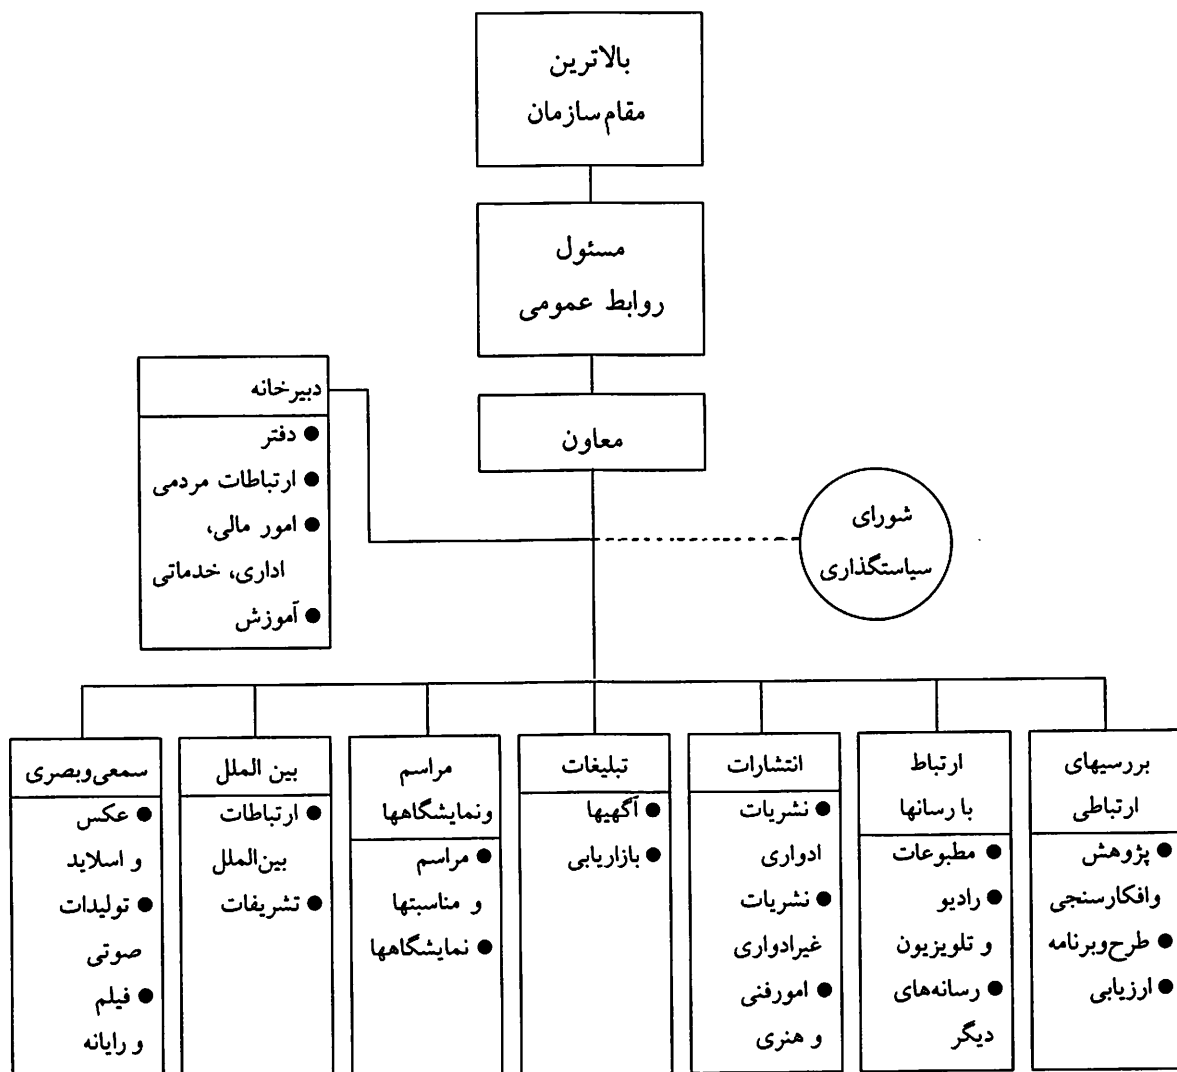 بالاترین
مقام سازمان
مسئول
روابط عمومی
معاون
دبیرخانه
● دفتر
● ارتباطات مردمی
● امور مالی،
اداری، خدماتی
● آموزش
شورای
سیاستگذاری
بررسیهای
ارتباطی
● پژوهش
وافکارسنجی
● طرح‌وبرنامه
● ارزیابی
ارتباط
با رسانها
● مطبوعات
● رادیو
و تلویزیون
● رسانه‌های
دیگر
انتشارات
● نشریات
ادواری
● نشریات
غیرادواری
● امورفنی
و هنری
تبلیغات
● آگهیها
● بازاریابی
مراسم
ونمایشگاهها
● مراسم
و مناسبتها
● نمایشگاهها
بین الملل
● ارتباطات
بین‌الملل
● تشریفات
سمعی‌وبصری
● عکس
و اسلاید
● تولیدات
صوتی
● فیلم
و رایانه